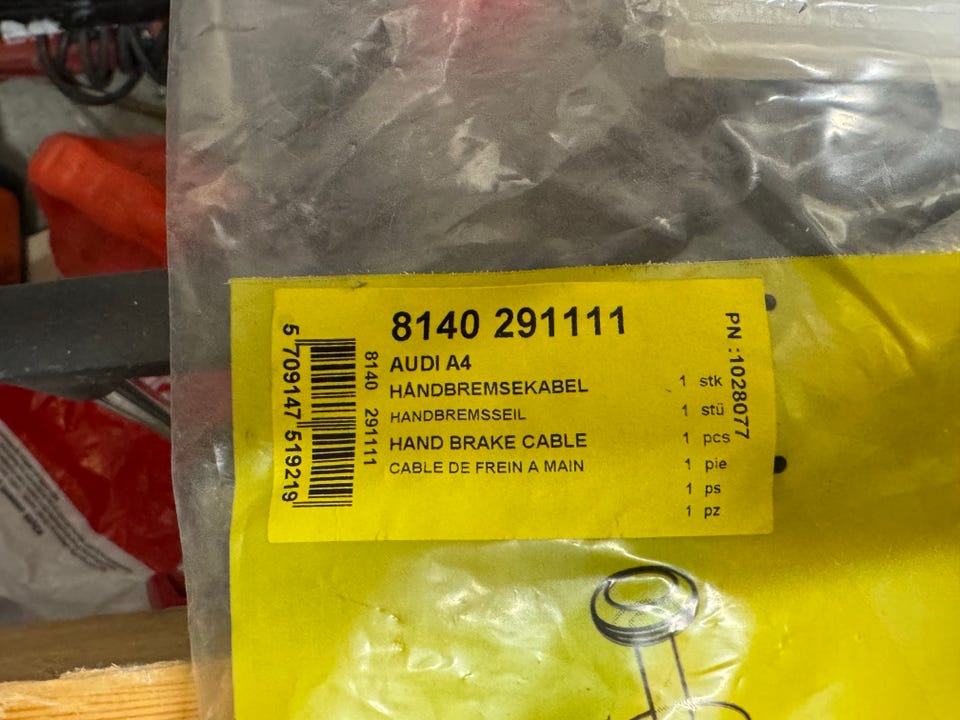 8140 291111
AUDI A4
HÅNDBREMSEKABEL 1 stk
HANDBREMSSEIL 1 stü
HAND BRAKE CABLE 1 pcs
CABLE DE FREIN A MAIN 1 pie
1 ps
1 pz
5 709147 519219
8140 291111
PN :1028077